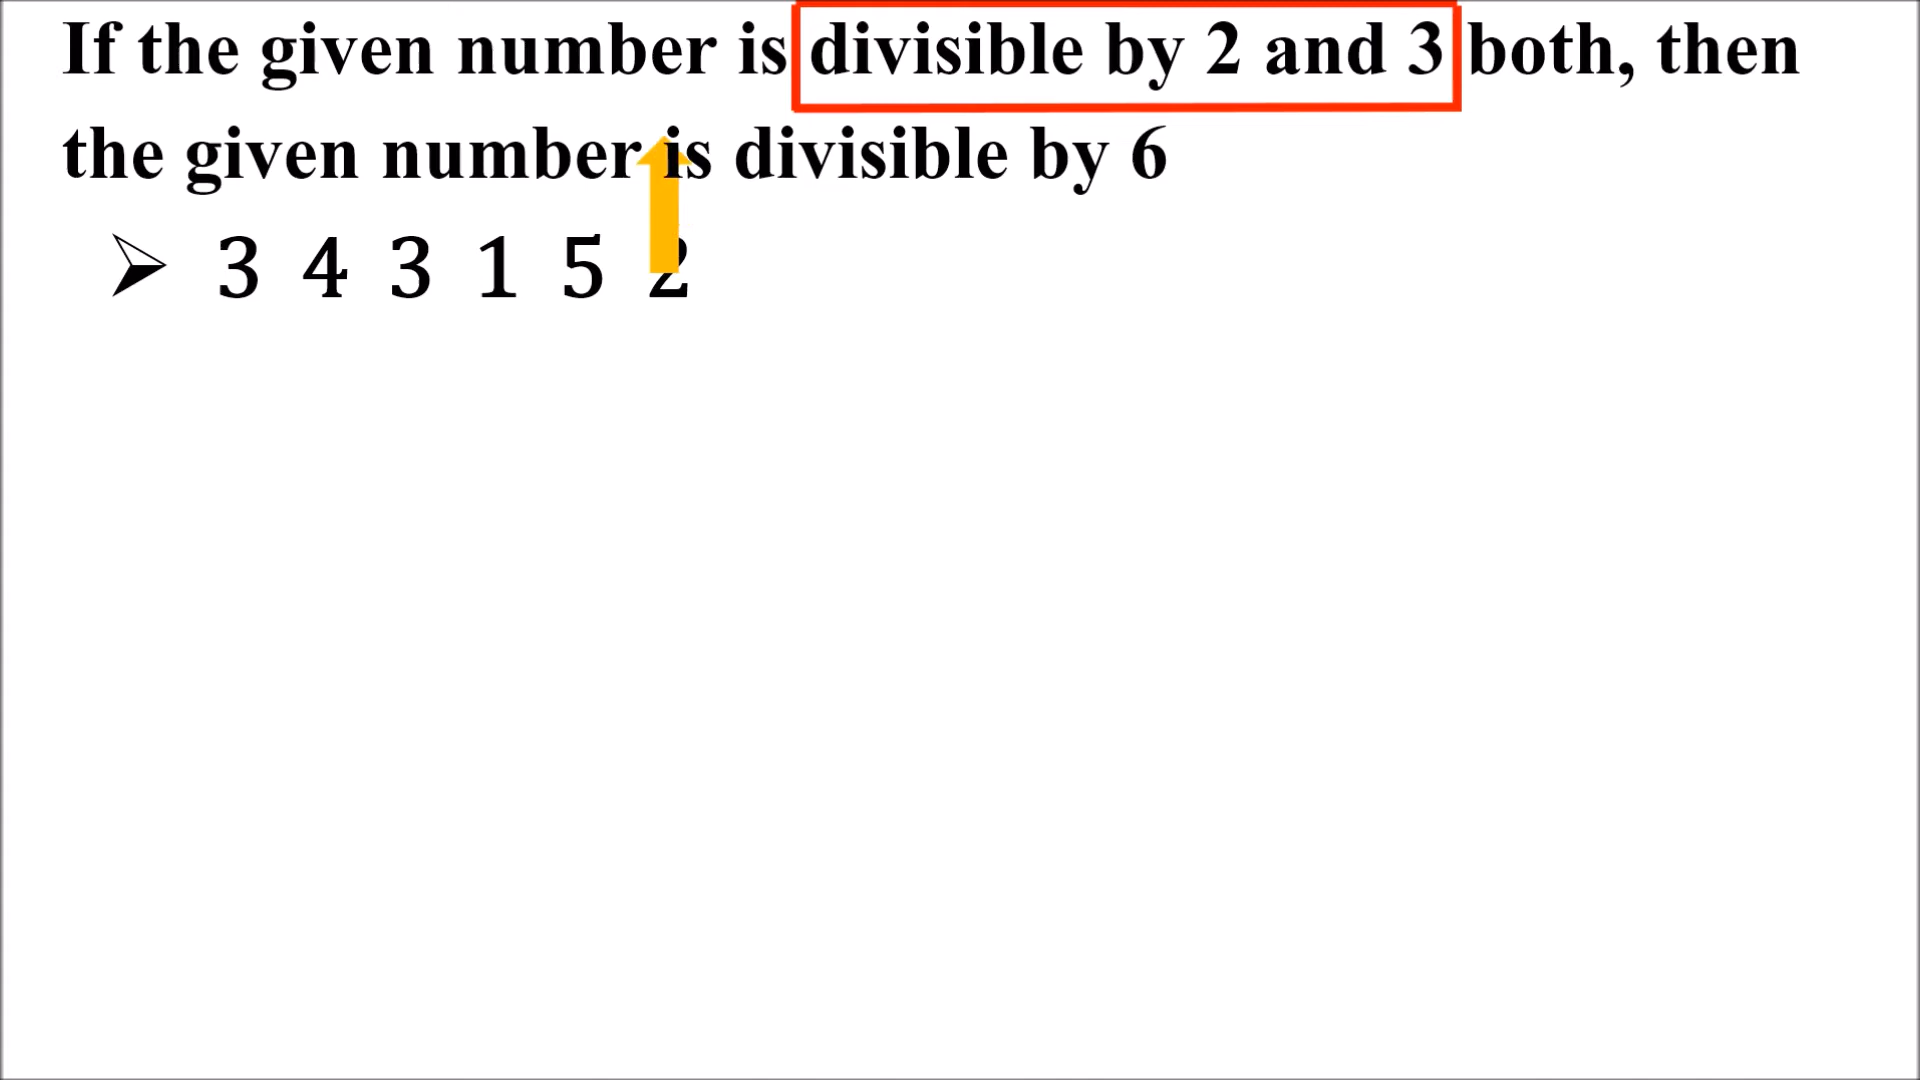 If the given number is divisible by 2 and 3 both, then
the given number is divisible by 6
➢ 3 4 3 1 5 2